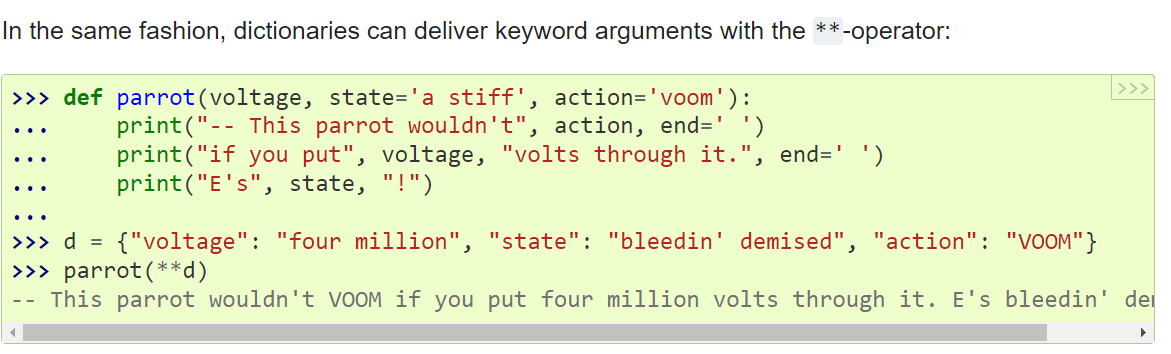 In the same fashion, dictionaries can deliver keyword arguments with the **-operator:
>>>
>>> def parrot(voltage, state='a stiff', action='voom'):
...     print("-- This parrot wouldn't", action, end=' ')
...     print("if you put", voltage, "volts through it.", end=' ')
...     print("E's", state, "!")
...
>>> d = {"voltage": "four million", "state": "bleedin' demised", "action": "VOOM"}
>>> parrot(**d)
-- This parrot wouldn't VOOM if you put four million volts through it. E's bleedin'